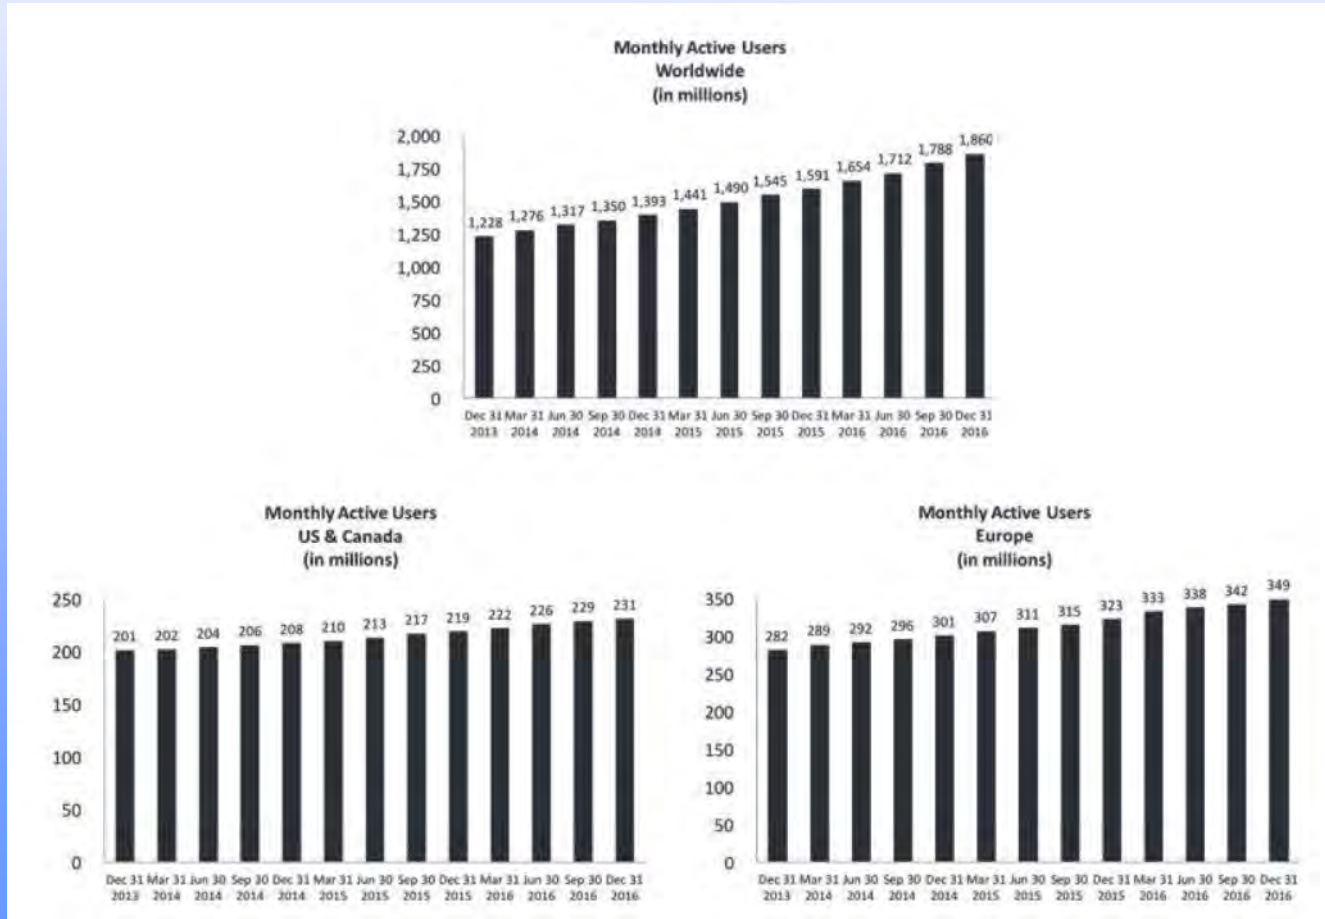 Monthly Active Users
Worldwide
(in millions)
2,000
1,750
1,500
1,250
1,000
750
500
250
0
1,228 1,276 1,317 1,350 1,393 1,441 1,490 1,545 1,591 1,654 1,712 1,788 1,860
Dec 31 Mar 31 Jun 30 Sep 30 Dec 31 Mar 31 Jun 30 Sep 30 Dec 31 Mar 31 Jun 30 Sep 30 Dec 31
2013 2014 2014 2014 2014 2015 2015 2015 2015 2016 2016 2016 2016
Monthly Active Users
US & Canada
(in millions)
250
200
150
100
50
0
201 202 204 206 208 210 213 217 219 222 226 229 231
Dec 31 Mar 31 Jun 30 Sep 30 Dec 31 Mar 31 Jun 30 Sep 30 Dec 31 Mar 31 Jun 30 Sep 30 Dec 31
2013 2014 2014 2014 2014 2015 2015 2015 2015 2016 2016 2016 2016
Monthly Active Users
Europe
(in millions)
350
300
250
200
150
100
50
0
282 289 292 296 301 307 311 315 323 333 338 342 349
Dec 31 Mar 31 Jun 30 Sep 30 Dec 31 Mar 31 Jun 30 Sep 30 Dec 31 Mar 31 Jun 30 Sep 30 Dec 31
2013 2014 2014 2014 2014 2015 2015 2015 2015 2016 2016 2016 2016